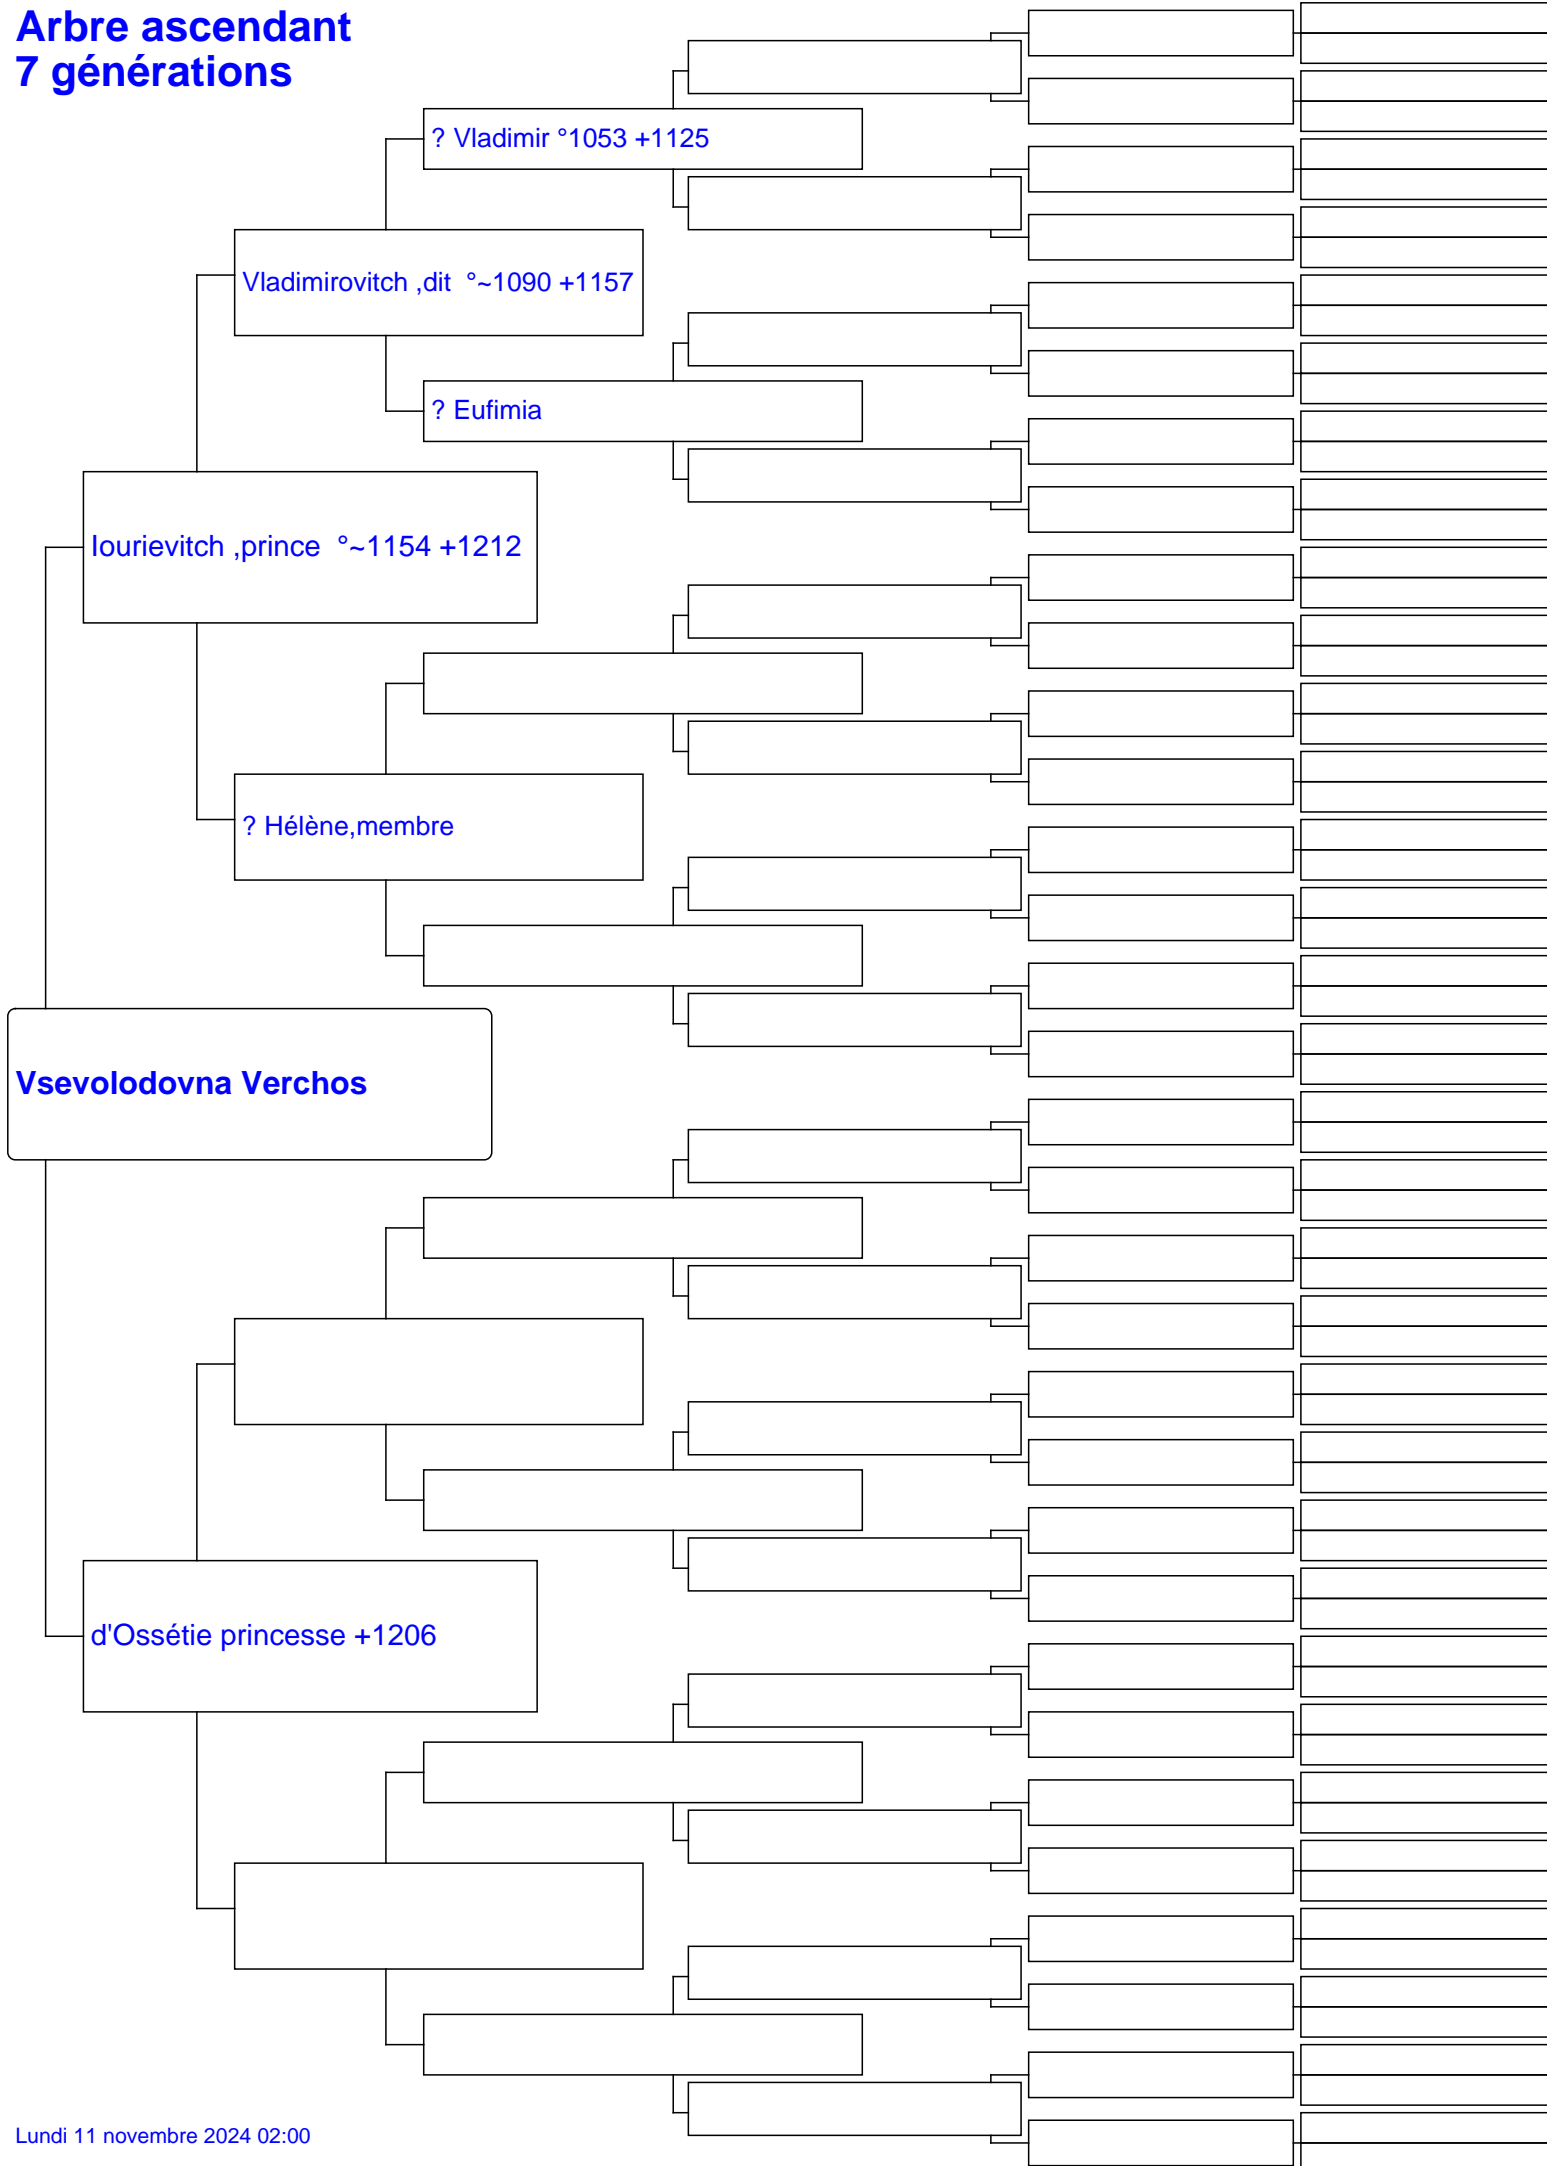 Arbre ascendant
7 générations
? Vladimir °1053 +1125
Vladimirovitch ,dit  °~1090 +1157
? Eufimia
Iourievitch ,prince  °~1154 +1212
? Hélène,membre
Vsevolodovna Verchos
d'Ossétie princesse +1206
Lundi 11 novembre 2024 02:00